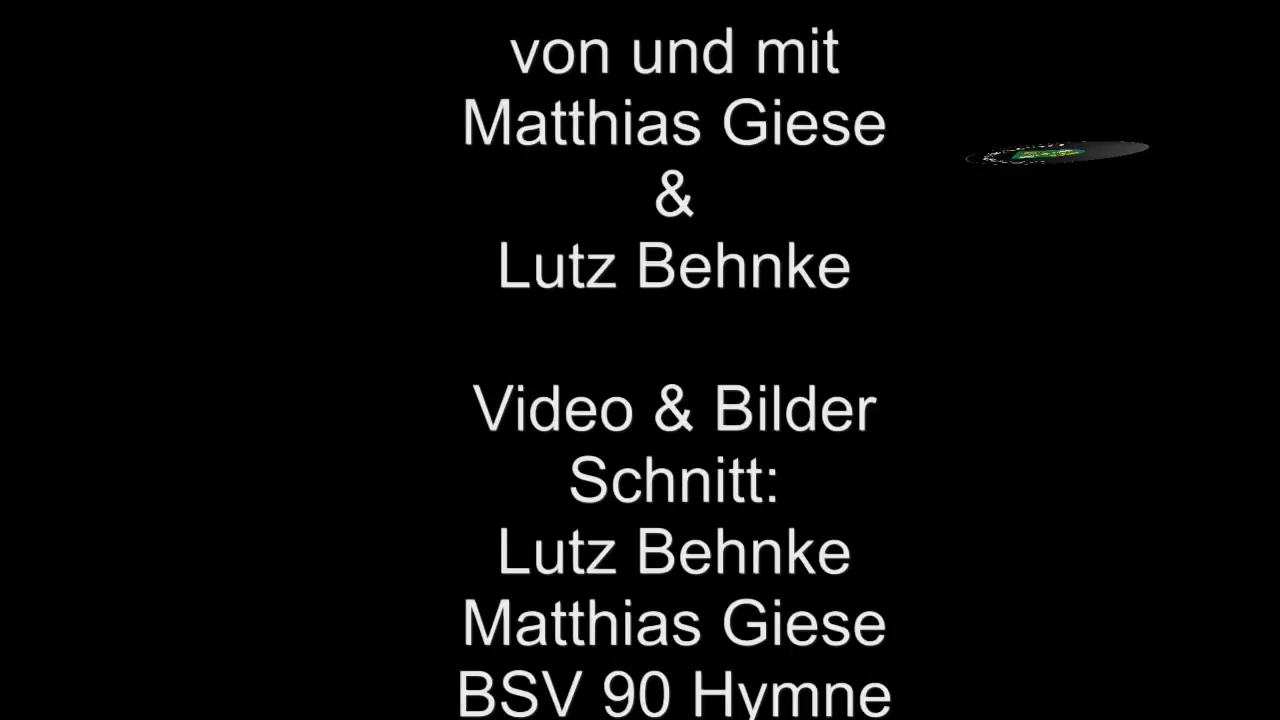 von und mit
Matthias Giese
&
Lutz Behnke
Video & Bilder
Schnitt:
Lutz Behnke
Matthias Giese
BSV 90 Hymne